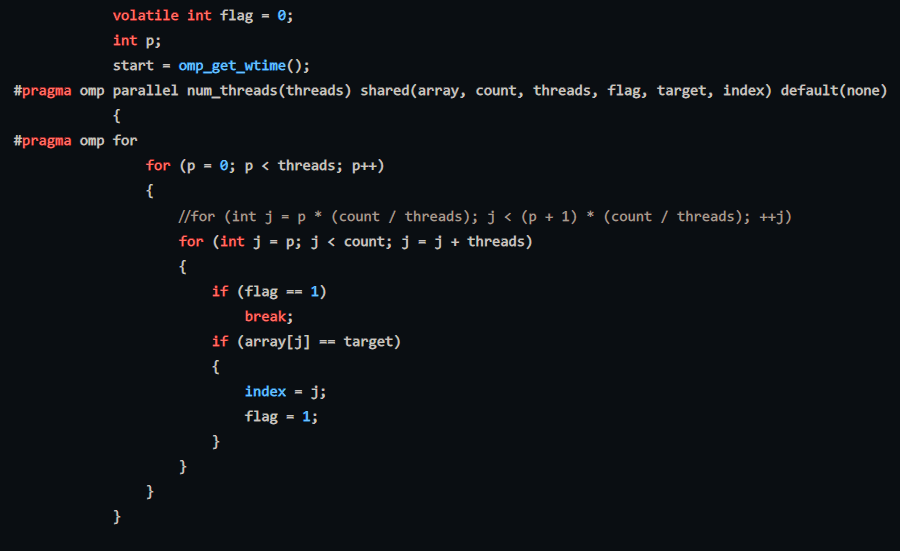 volatile int flag = 0;
int p;
start = omp_get_wtime();
#pragma omp parallel num_threads(threads) shared(array, count, threads, flag, target, index) default(none)
{
#pragma omp for
for (p = 0; p < threads; p++)
{
//for (int j = p * (count / threads); j < (p + 1) * (count / threads); ++j)
for (int j = p; j < count; j = j + threads)
{
if (flag == 1)
break;
if (array[j] == target)
{
index = j;
flag = 1;
}
}
}
}